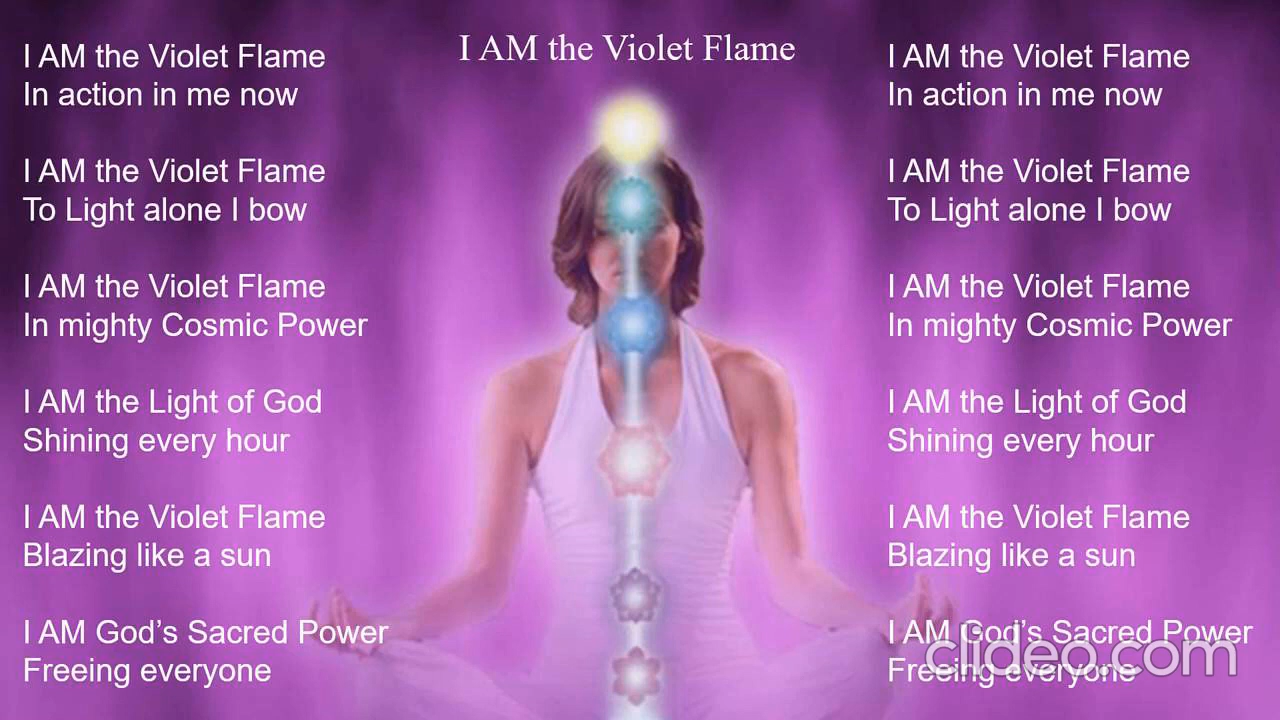 I AM the Violet Flame
I AM the Violet Flame
In action in me now
I AM the Violet Flame
To Light alone I bow
I AM the Violet Flame
In mighty Cosmic Power
I AM the Light of God
Shining every hour
I AM the Violet Flame
Blazing like a sun
I AM God’s Sacred Power
Freeing everyone
I AM the Violet Flame
In action in me now
I AM the Violet Flame
To Light alone I bow
I AM the Violet Flame
In mighty Cosmic Power
I AM the Light of God
Shining every hour
I AM the Violet Flame
Blazing like a sun
I AM God’s Sacred Power
Freeing everyone
clideo.com